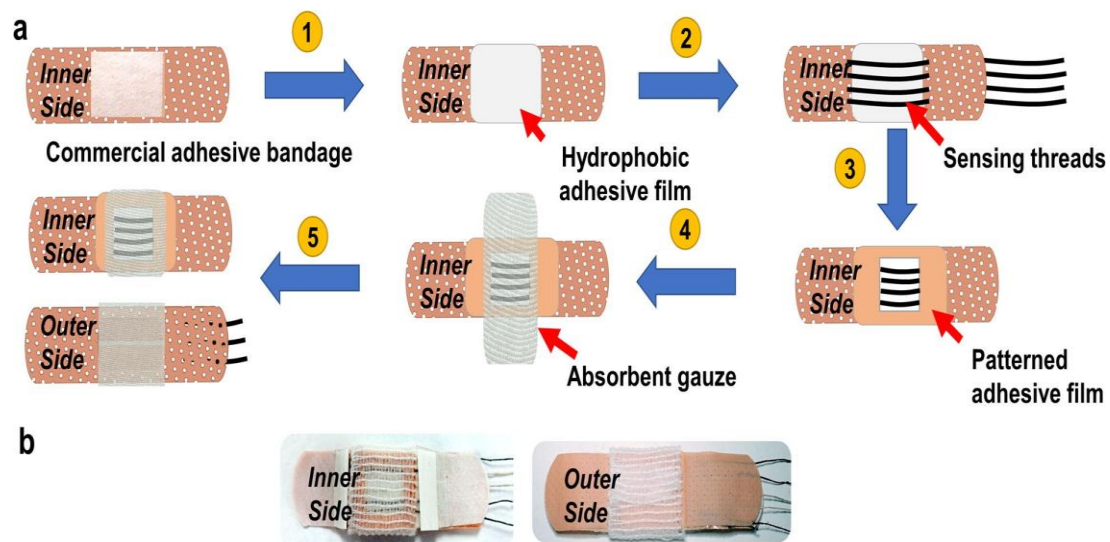 a
1
2
Inner
Side
Inner
Side
Inner
Side
Commercial adhesive bandage
Hydrophobic
adhesive film
3
Sensing threads
Inner
Side
5
Inner
Side
4
Inner
Side
Outer
Side
Absorbent gauze
Patterned
adhesive film
b
Inner
Side
Outer
Side